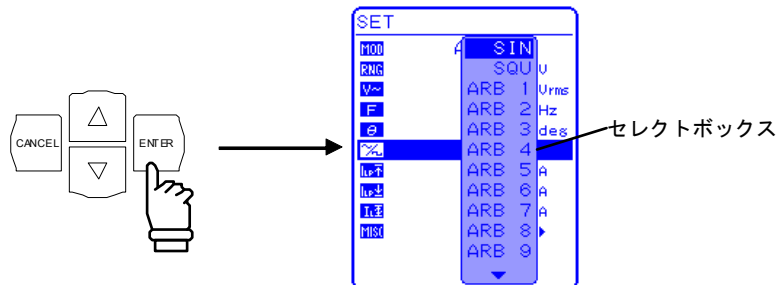 SET
MOD A SIN
RNG SQU V
V~ ARB 1 Vrms
F ARB 2 Hz
θ ARB 3 deg
ARB 4
ARB 5 A
ARB 6 A
ARB 7 A
MISC ARB 8
ARB 9
セレクトボックス
CANCEL
ENTER